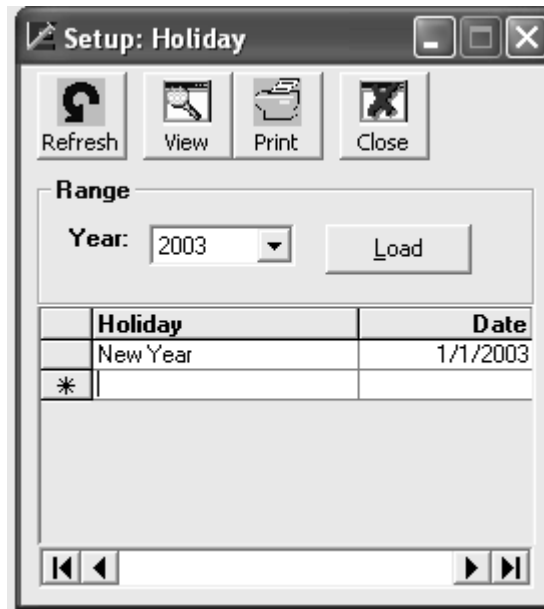 Setup: Holiday
Refresh View Print Close
Range
Year: 2003 Load
Holiday Date
New Year 1/1/2003